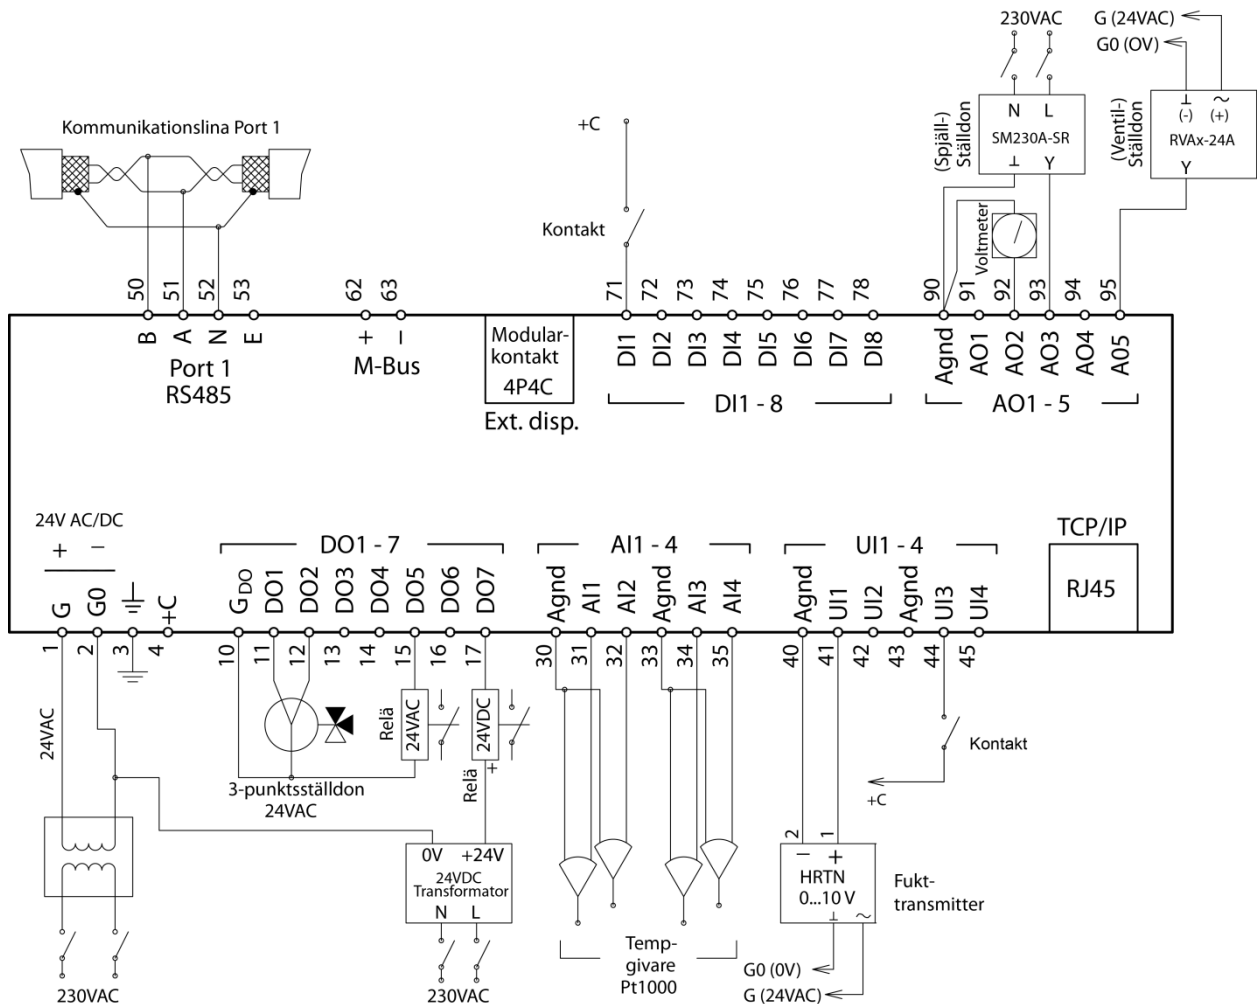 230VAC
G (24VAC)
G0 (OV)
Kommunikationslina Port 1
+C
Kontakt
(Spjäll-)
Ställdon
N L
SM230A-SR
⊥ Y
(Ventil-)
Ställdon
⊥ ~
(-) (+)
RVAx-24A
Y
Voltmeter
50 51 52 53
62 63
71 72 73 74 75 76 77 78
90 91 92 93 94 95
B A N E
Port 1
RS485
+ −
M-Bus
Modular-
kontakt
4P4C
Ext. disp.
DI1 DI2 DI3 DI4 DI5 DI6 DI7 DI8
DI1 - 8
Agnd AO1 AO2 AO3 AO4 A05
AO1 - 5
24V AC/DC
+ −
G G0 +C
DO1 - 7
GDO DO1 DO2 DO3 DO4 DO5 DO6 DO7
AI1 - 4
Agnd AI1 AI2 Agnd AI3 AI4
UI1 - 4
Agnd UI1 UI2 Agnd UI3 UI4
TCP/IP
RJ45
1 2 3 4
10 11 12 13 14 15 16 17
30 31 32 33 34 35
40 41 42 43 44 45
24VAC
Relä
24VAC
24VDC
+
Relä
3-punktsställdon
24VAC
Kontakt
+C
0V +24V
24VDC
Transformator
N L
230VAC
230VAC
Temp-
givare
Pt1000
2 1
− +
HRTN
0...10 V
⊥ ~
Fukt-
transmitter
G0 (0V)
G (24VAC)